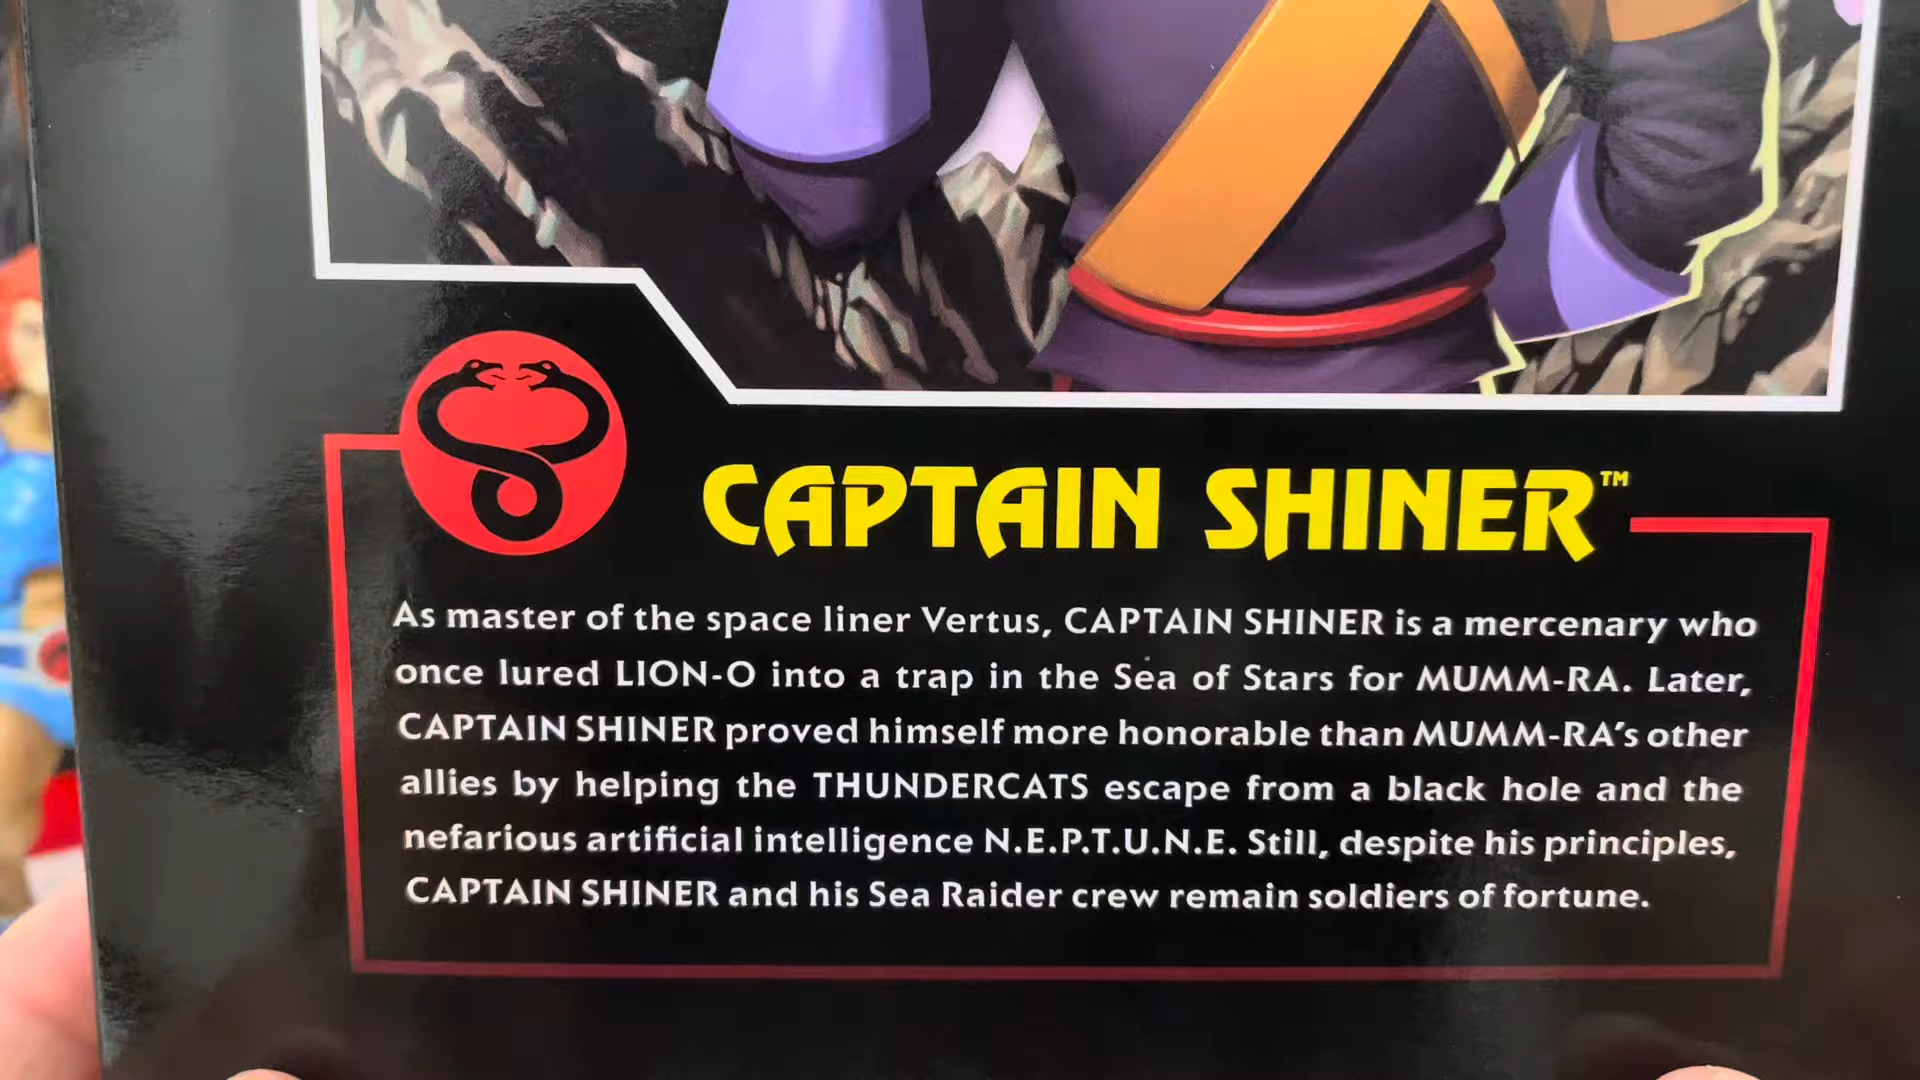 CAPTAIN SHINER™
As master of the space liner Vertus, CAPTAIN SHINER is a mercenary who
once lured LION-O into a trap in the Sea of Stars for MUMM-RA. Later,
CAPTAIN SHINER proved himself more honorable than MUMM-RA's other
allies by helping the THUNDERCATS escape from a black hole and the
nefarious artificial intelligence N.E.P.T.U.N.E. Still, despite his principles,
CAPTAIN SHINER and his Sea Raider crew remain soldiers of fortune.